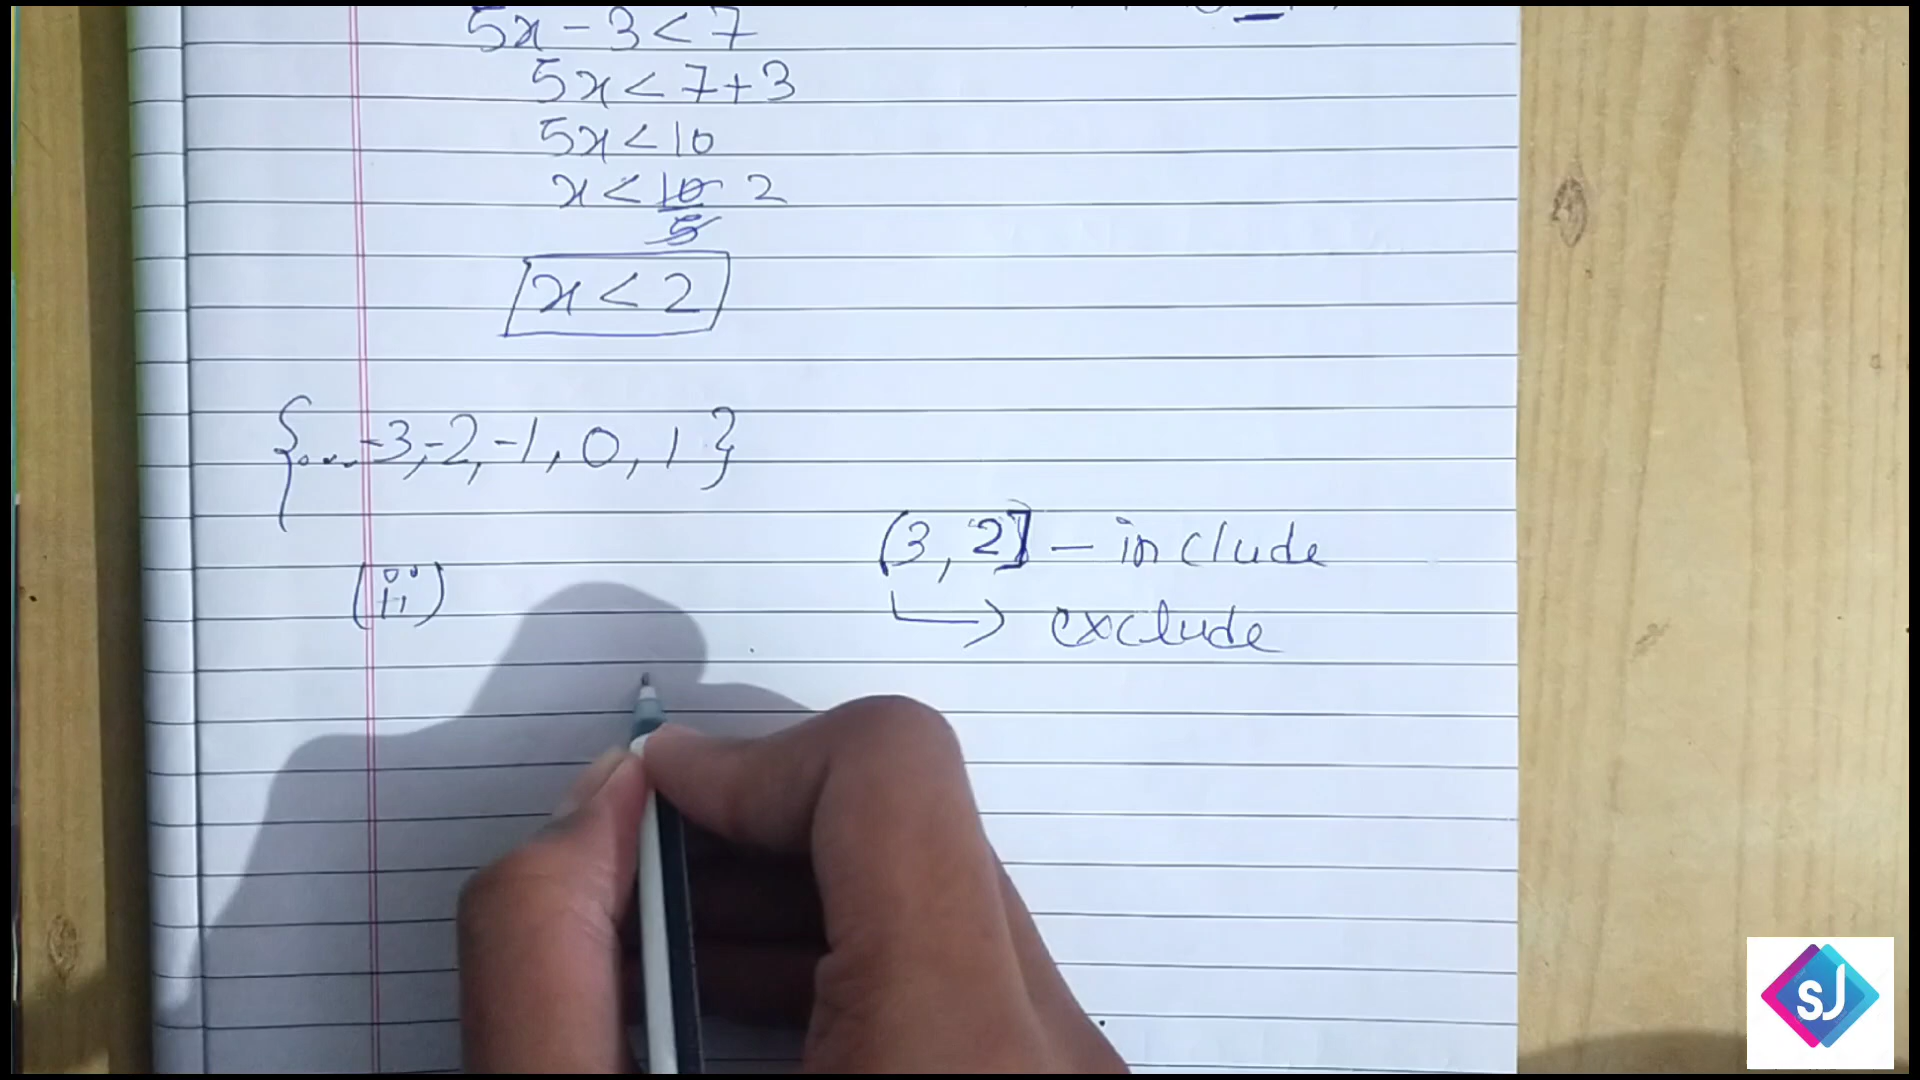 5x - 3 < 7
5x < 7 + 3
5x < 10
x < 10/5 2
x < 2
{... -3, -2, -1, 0, 1 }
(3, 2] - include
(ii)
exclude
SJ